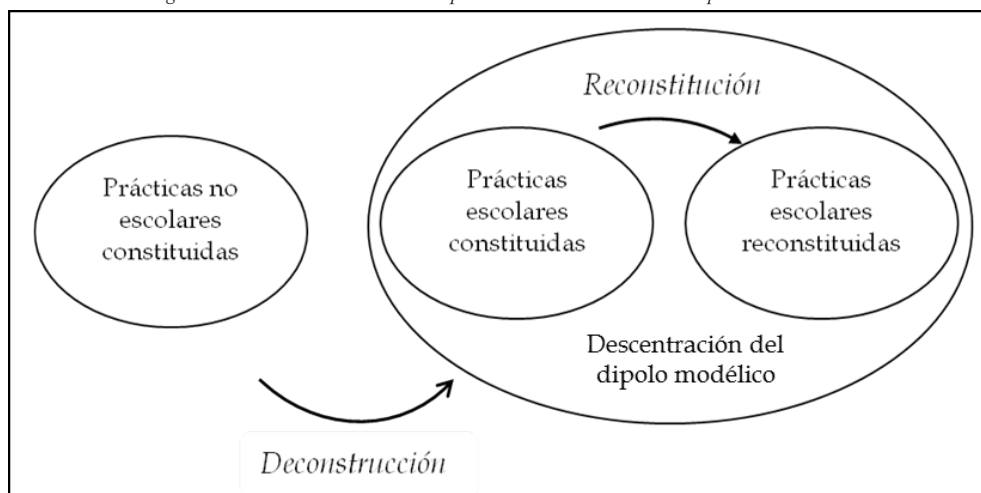 Reconstitución
Prácticas no
escolares
constituidas
Prácticas
escolares
constituidas
Prácticas
escolares
reconstituidas
Descentración del
dipolo modélico
Deconstrucción